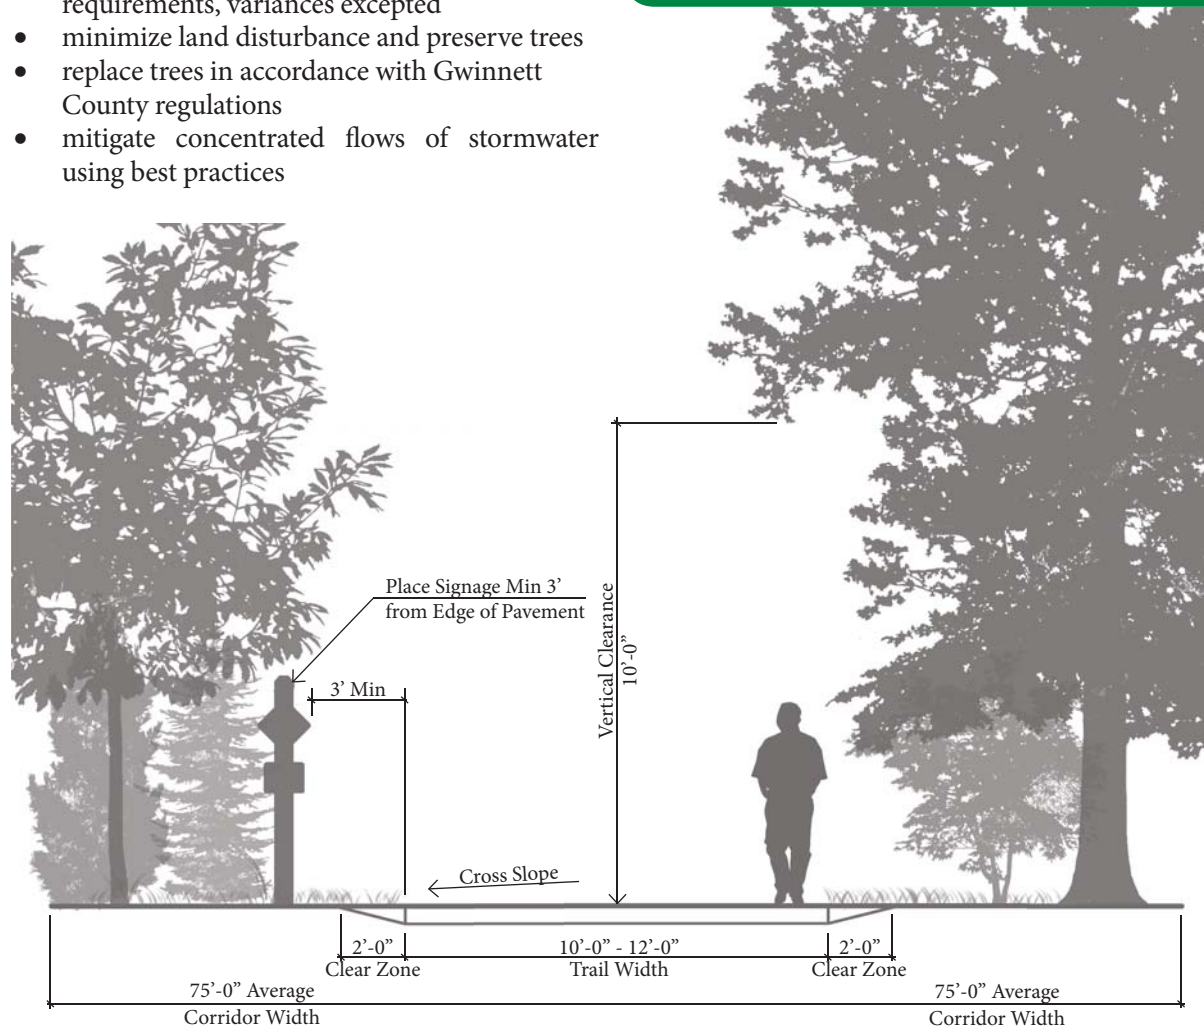 requirements, variances excepted
• minimize land disturbance and preserve trees
• replace trees in accordance with Gwinnett
County regulations
• mitigate concentrated flows of stormwater
using best practices
Place Signage Min 3’
from Edge of Pavement
3’ Min
Vertical Clearance
10’-0”
Cross Slope
2’-0”
Clear Zone
10’-0” - 12’-0”
Trail Width
2’-0”
Clear Zone
75’-0” Average
Corridor Width
75’-0” Average
Corridor Width